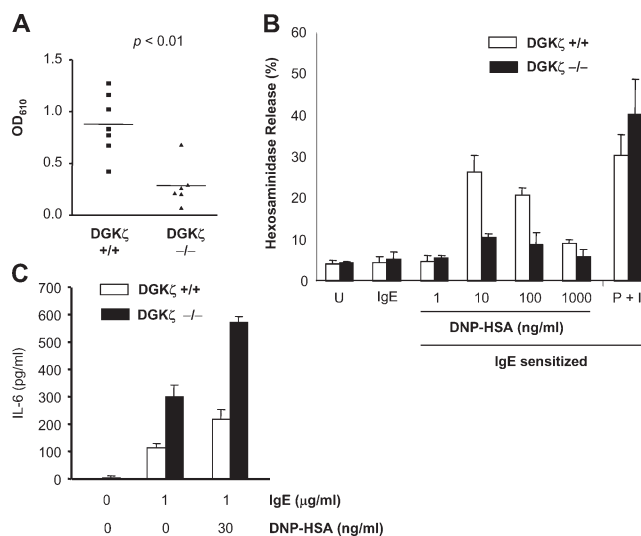 A
p < 0.01
1.5
1.0
0.5
0.0
OD610
DGKζ
+/+
DGKζ
–/–
B
DGKζ +/+
DGKζ –/–
60
50
40
30
20
10
0
Hexosaminidase Release (%)
U
IgE
1
10
100
1000
P + I
DNP-HSA (ng/ml)
IgE sensitized
C
DGKζ +/+
DGKζ –/–
700
600
500
400
300
200
100
0
IL-6 (pg/ml)
0 1 1 IgE (μg/ml)
0 0 30 DNP-HSA (ng/ml)